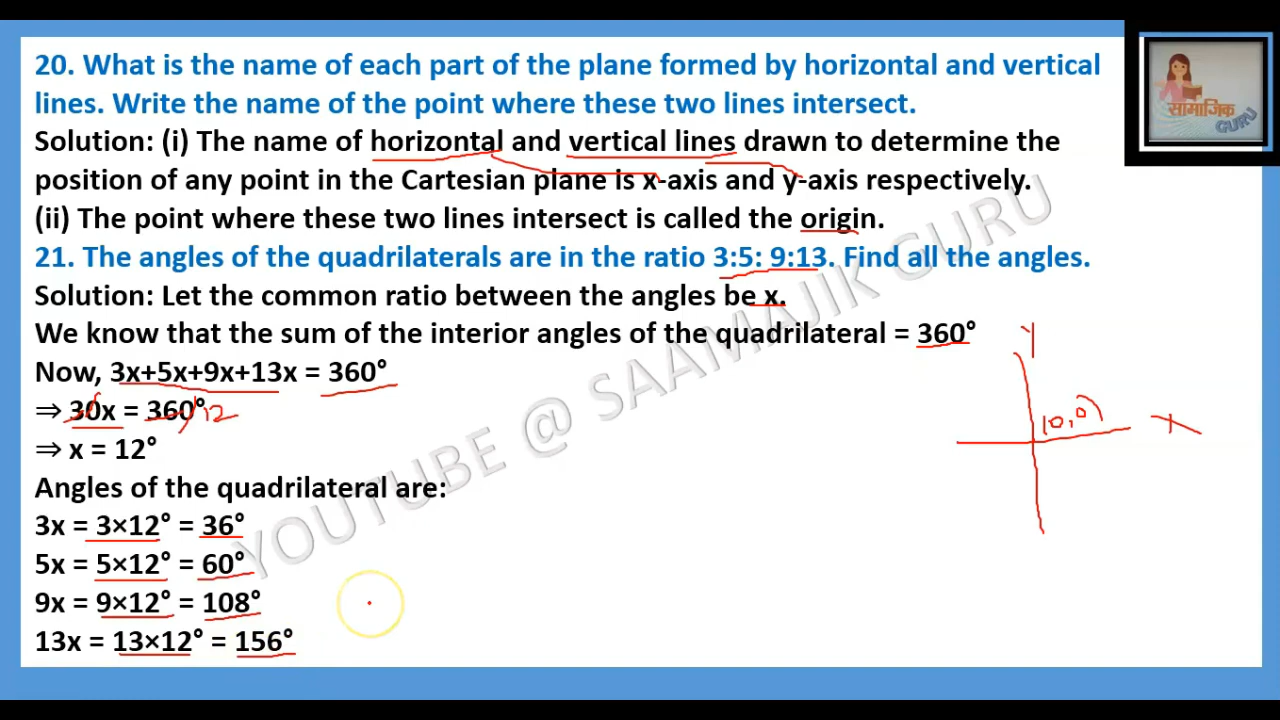 20. What is the name of each part of the plane formed by horizontal and vertical
lines. Write the name of the point where these two lines intersect.
Solution: (i) The name of horizontal and vertical lines drawn to determine the
position of any point in the Cartesian plane is x-axis and y-axis respectively.
(ii) The point where these two lines intersect is called the origin.
21. The angles of the quadrilaterals are in the ratio 3:5: 9:13. Find all the angles.
Solution: Let the common ratio between the angles be x.
We know that the sum of the interior angles of the quadrilateral = 360°
Now, 3x+5x+9x+13x = 360°
⇒ 30x = 360° 12
⇒ x = 12°
Angles of the quadrilateral are:
3x = 3×12° = 36°
5x = 5×12° = 60°
9x = 9×12° = 108°
13x = 13×12° = 156°
सामाजिक
GURU
Y
(0,0)
X
YOUTUBE @ SAAMAJIK GURU